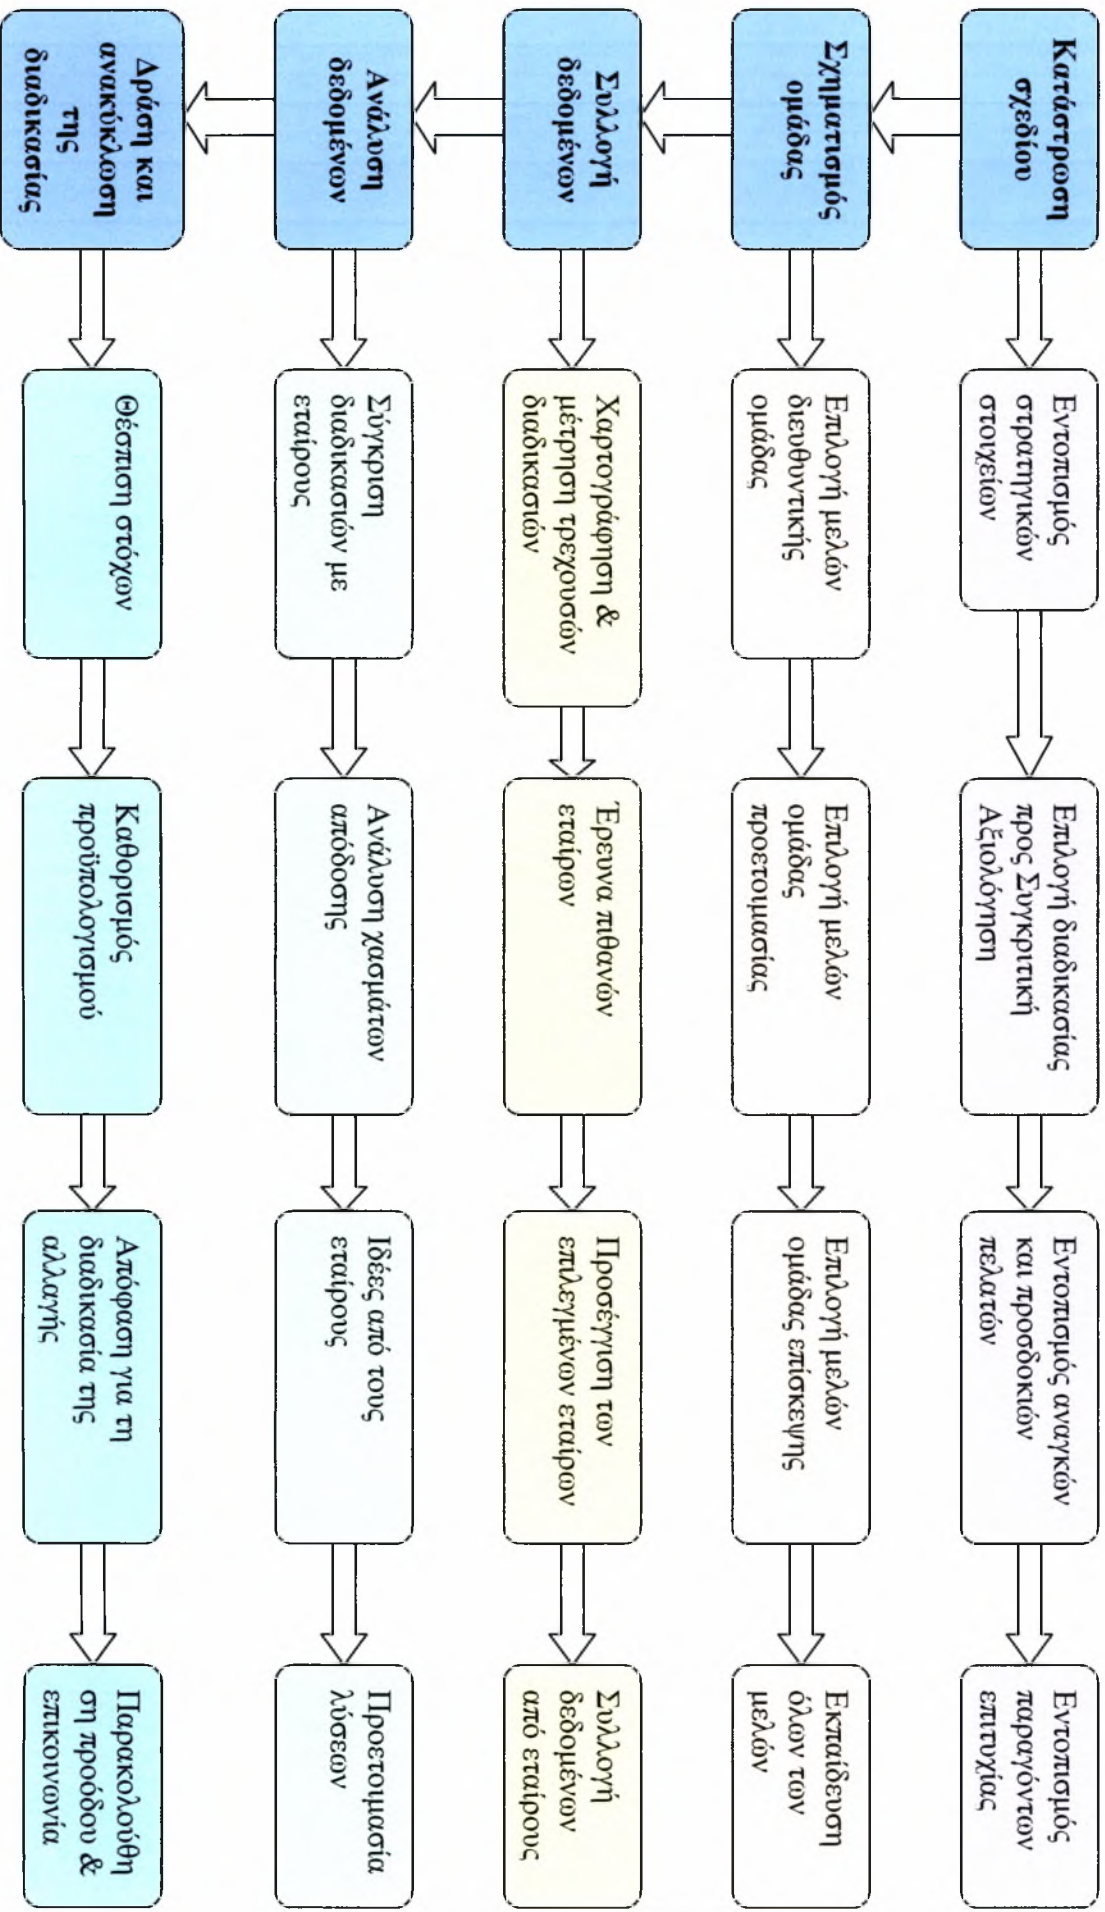 Κατάστρωση
σχεδίου
Εντοπισμός
στρατηγικών
στοιχείων
Επιλογή διαδικασίας
προς Συγκριτική
Αξιολόγηση
Εντοπισμός αναγκών
και προσδοκιών
πελατών
Εντοπισμός
παραγόντων
επιτυχίας
Σχηματισμός
ομάδας
Επιλογή μελών
διευθυντικής
ομάδας
Επιλογή μελών
ομάδας
προετοιμασίας
Επιλογή μελών
ομάδας επίσκεψης
Εκπαίδευση
όλων των
μελών
Συλλογή
δεδομένων
Χαρτογράφηση &
μέτρηση τρεχουσών
διαδικασιών
Έρευνα πιθανών
εταίρων
Προσέγγιση των
επιλεγμένων εταίρων
Συλλογή
δεδομένων
από εταίρους
Ανάλυση
δεδομένων
Σύγκριση
διαδικασιών με
εταίρους
Ανάλυση χασμάτων
απόδοσης
Ιδέες από τους
εταίρους
Προετοιμασία
λύσεων
Δράση και
ανακύκλωση
της
διαδακιδασίας
Θέσπιση στόχων
Καθορισμός
προϋπολογισμού
Απόφαση για τη
διαδικασία της
αλλαγής
Παρακολούθη
ση προόδου &
επικοινωνία